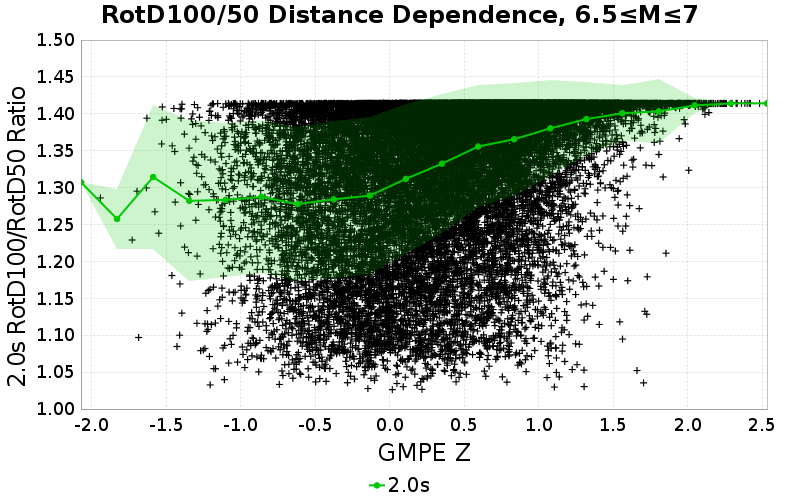 RotD100/50 Distance Dependence, 6.5≤M≤7
2.0s RotD100/RotD50 Ratio
1.50
1.45
1.40
1.35
1.30
1.25
1.20
1.15
1.10
1.05
1.00
-2.0 -1.5 -1.0 -0.5 0.0 0.5 1.0 1.5 2.0 2.5
GMPE Z
2.0s